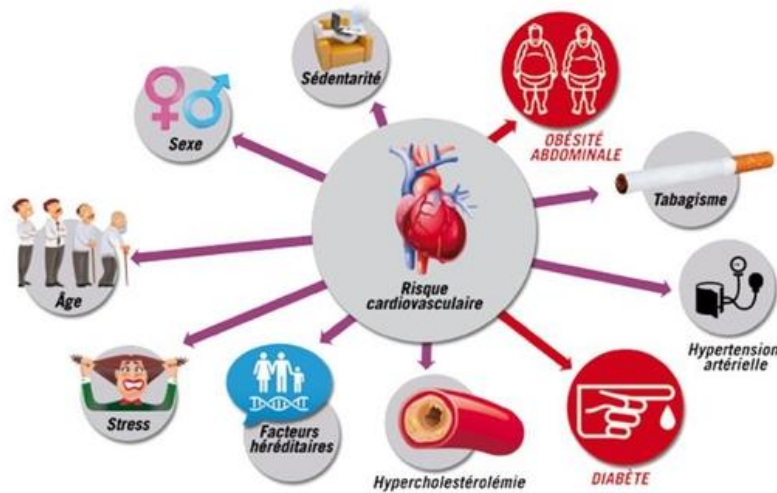 Sédentarité
OBÉSITÉ
ABDOMINALE
Sexe
Tabagisme
Âge
Risque
cardiovasculaire
Hypertension
artérielle
Stress
Facteurs
héréditaires
Hypercholestérolémie
DIABÈTE